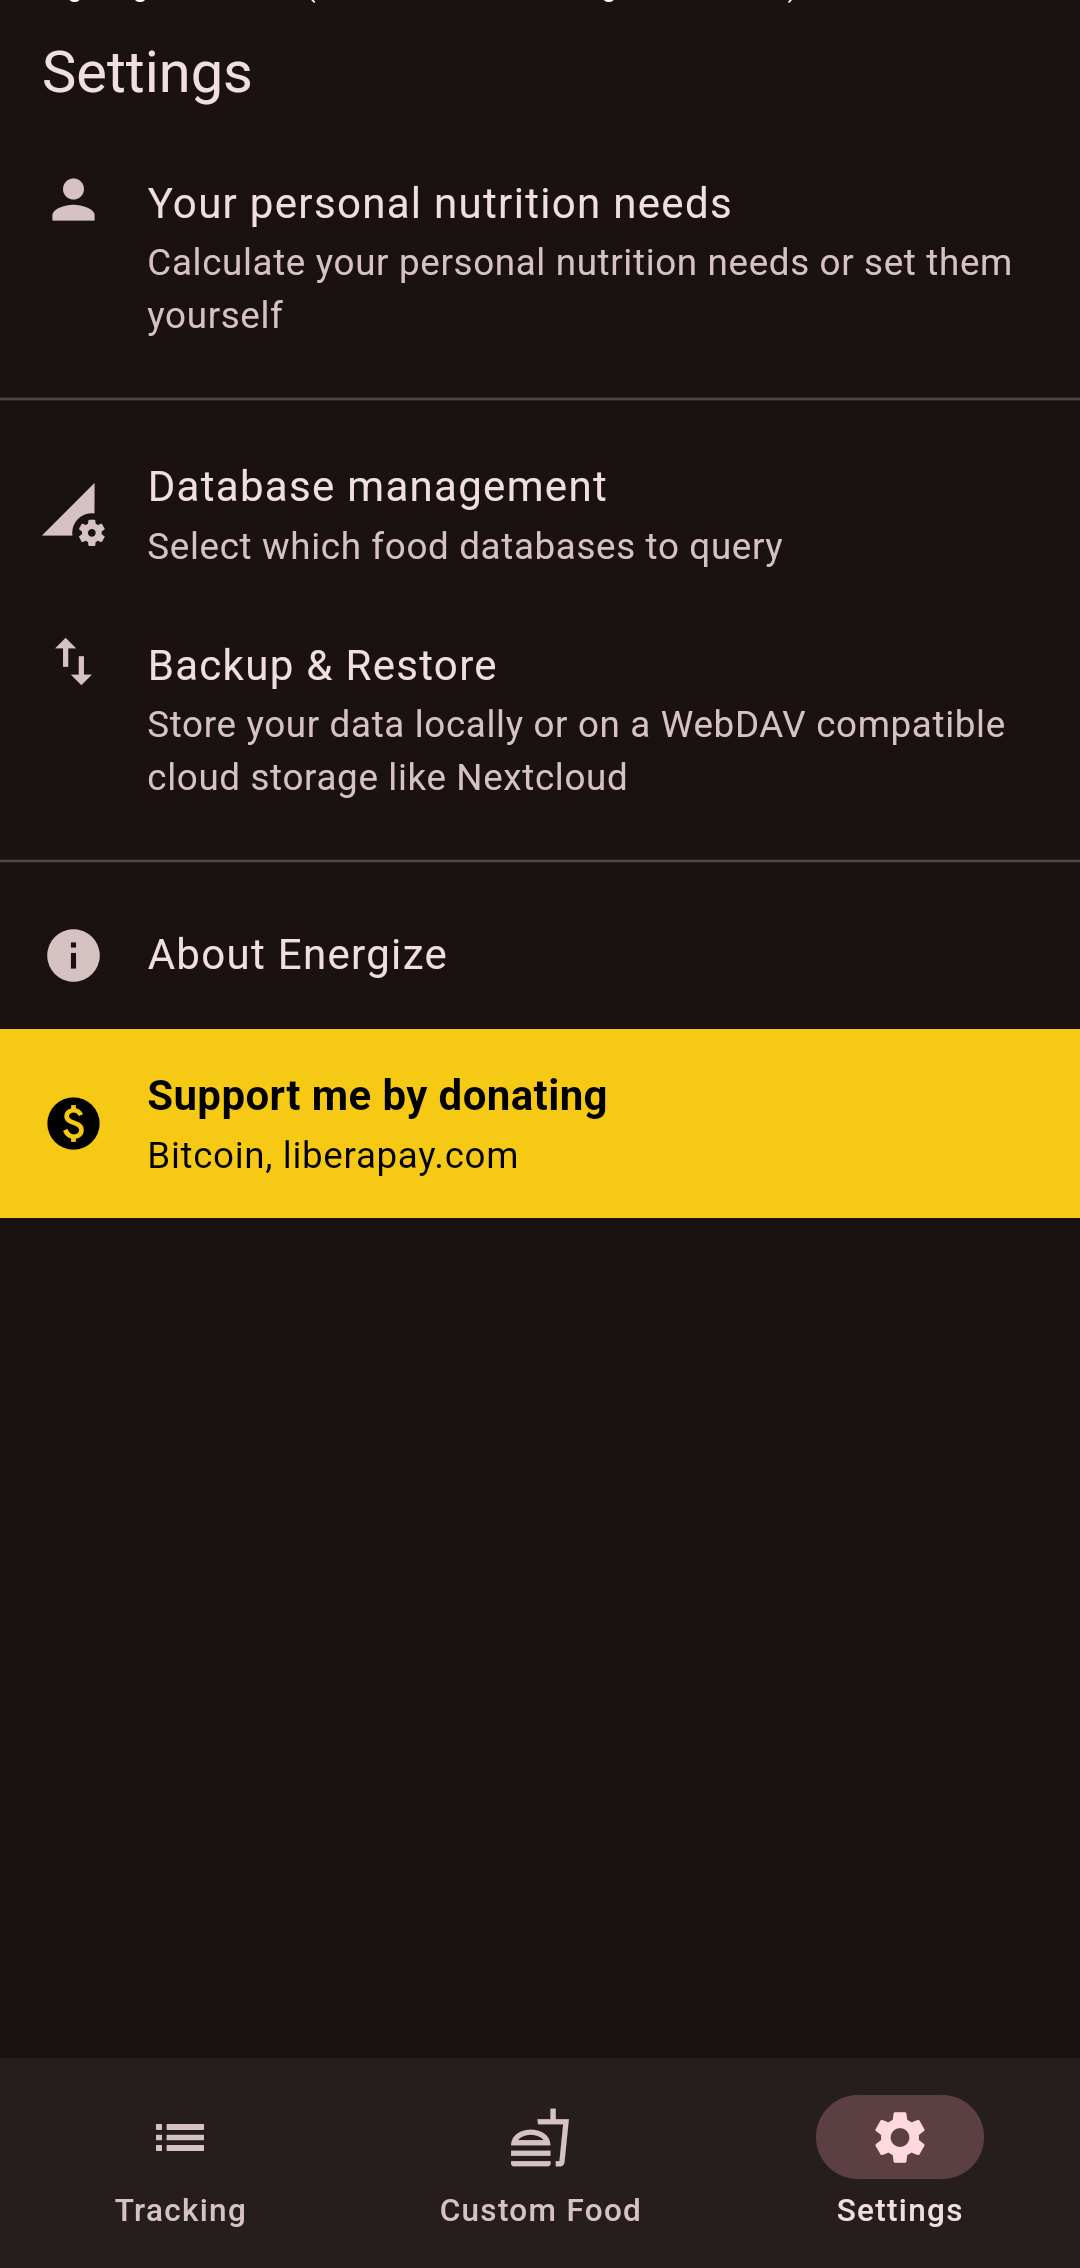 Settings
Your personal nutrition needs
Calculate your personal nutrition needs or set them
yourself
Database management
Select which food databases to query
Backup & Restore
Store your data locally or on a WebDAV compatible
cloud storage like Nextcloud
About Energize
Support me by donating
Bitcoin, liberapay.com
Tracking
Custom Food
Settings